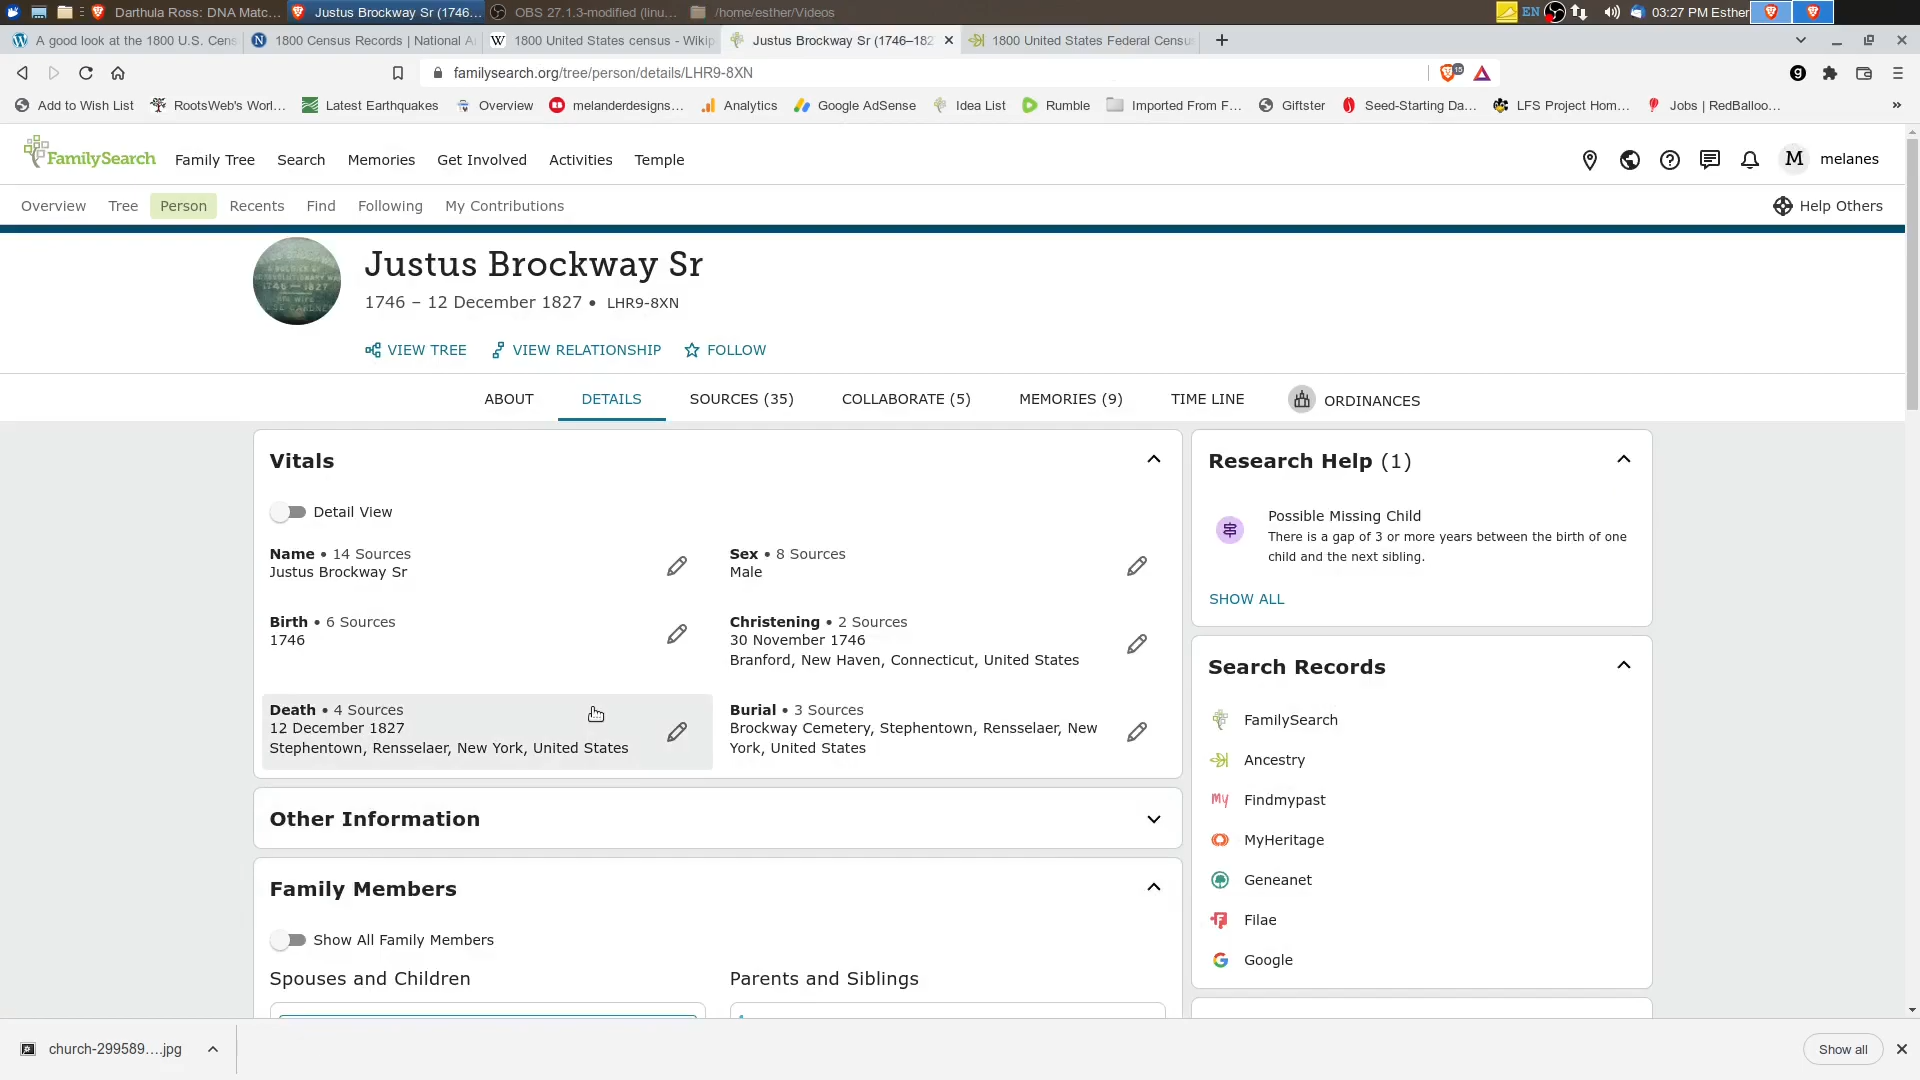 Darthula Ross: DNA Matc...
Justus Brockway Sr (1746...
OBS 27.1.3-modified (linu...
/home/esther/Videos
EN
03:27 PM Esther
A good look at the 1800 U.S. Cens
1800 Census Records | National A
1800 United States census - Wikip
Justus Brockway Sr (1746–182
1800 United States Federal Censu
familysearch.org/tree/person/details/LHR9-8XN
15
Add to Wish List
RootsWeb's Worl...
Latest Earthquakes
Overview
melanderdesigns...
Analytics
Google AdSense
Idea List
Rumble
Imported From F...
Giftster
Seed-Starting Da...
LFS Project Hom...
Jobs | RedBalloo...
»
FamilySearch
Family Tree
Search
Memories
Get Involved
Activities
Temple
M
melanes
Overview
Tree
Person
Recents
Find
Following
My Contributions
Help Others
Justus Brockway Sr
1746 – 12 December 1827 • LHR9-8XN
VIEW TREE
VIEW RELATIONSHIP
FOLLOW
ABOUT
DETAILS
SOURCES (35)
COLLABORATE (5)
MEMORIES (9)
TIME LINE
ORDINANCES
Vitals
Detail View
Name • 14 Sources
Justus Brockway Sr
Sex • 8 Sources
Male
Birth • 6 Sources
1746
Christening • 2 Sources
30 November 1746
Branford, New Haven, Connecticut, United States
Death • 4 Sources
12 December 1827
Stephentown, Rensselaer, New York, United States
Burial • 3 Sources
Brockway Cemetery, Stephentown, Rensselaer, New
York, United States
Other Information
Family Members
Show All Family Members
Spouses and Children
Parents and Siblings
Research Help (1)
Possible Missing Child
There is a gap of 3 or more years between the birth of one
child and the next sibling.
SHOW ALL
Search Records
FamilySearch
Ancestry
Findmypast
MyHeritage
Geneanet
Filae
Google
church-299589....jpg
Show all